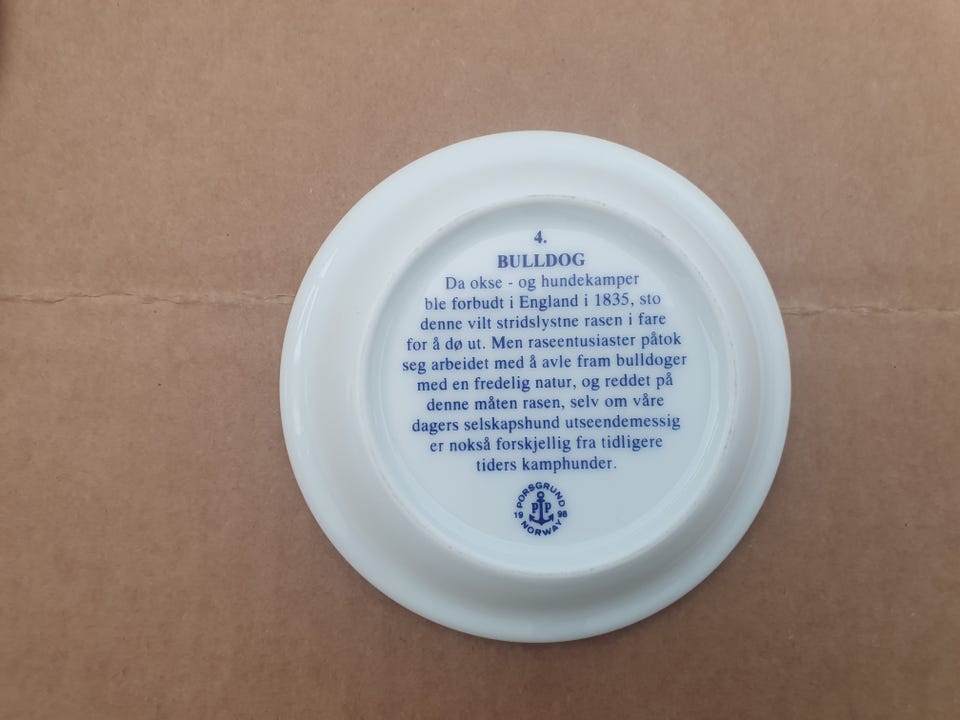 4.
BULLDOG
Da okse - og hundekamper
ble forbudt i England i 1835, sto
denne vilt stridslystne rasen i fare
for å dø ut. Men raseentusiaster påtok
seg arbeidet med å avle fram bulldoger
med en fredelig natur, og reddet på
denne måten rasen, selv om våre
dagers selskapshund utseendemessig
er nokså forskjellig fra tidligere
tiders kamphunder.
PORSGRUND
19 PP 98
NORWAY